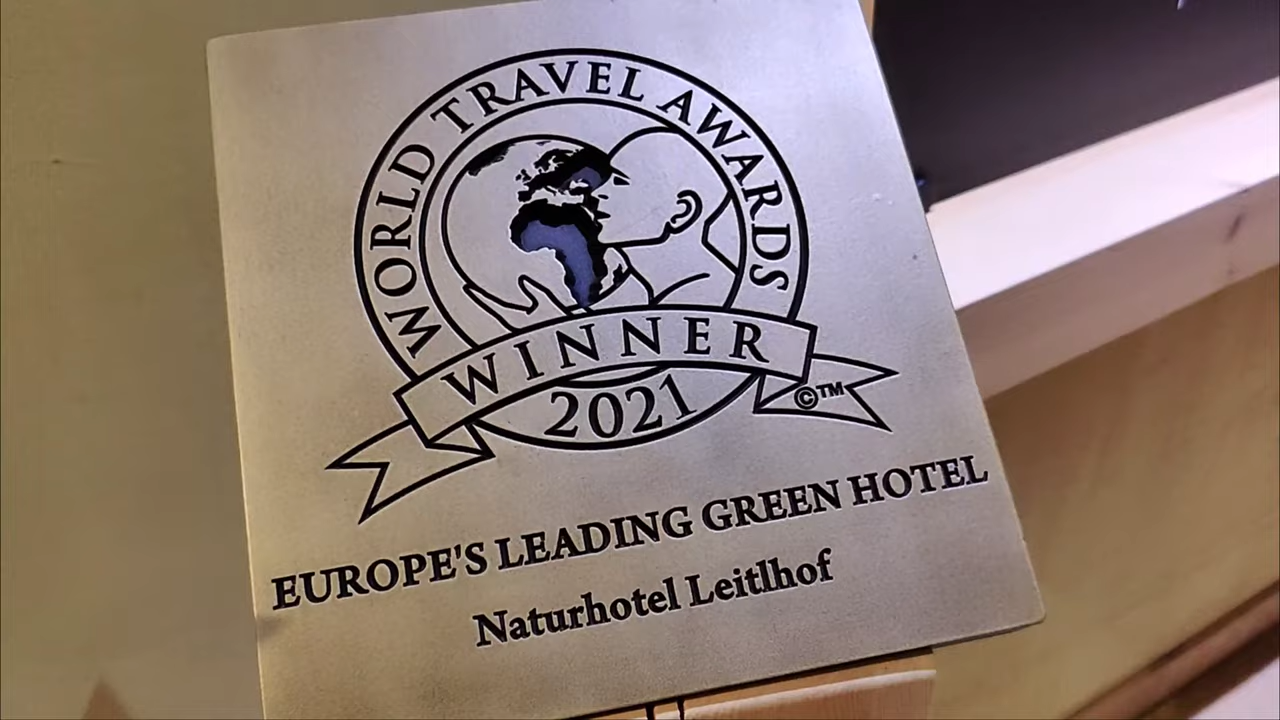 WORLD TRAVEL AWARDS
WINNER
2021
©™
EUROPE'S LEADING GREEN HOTEL
Naturhotel Leitlhof